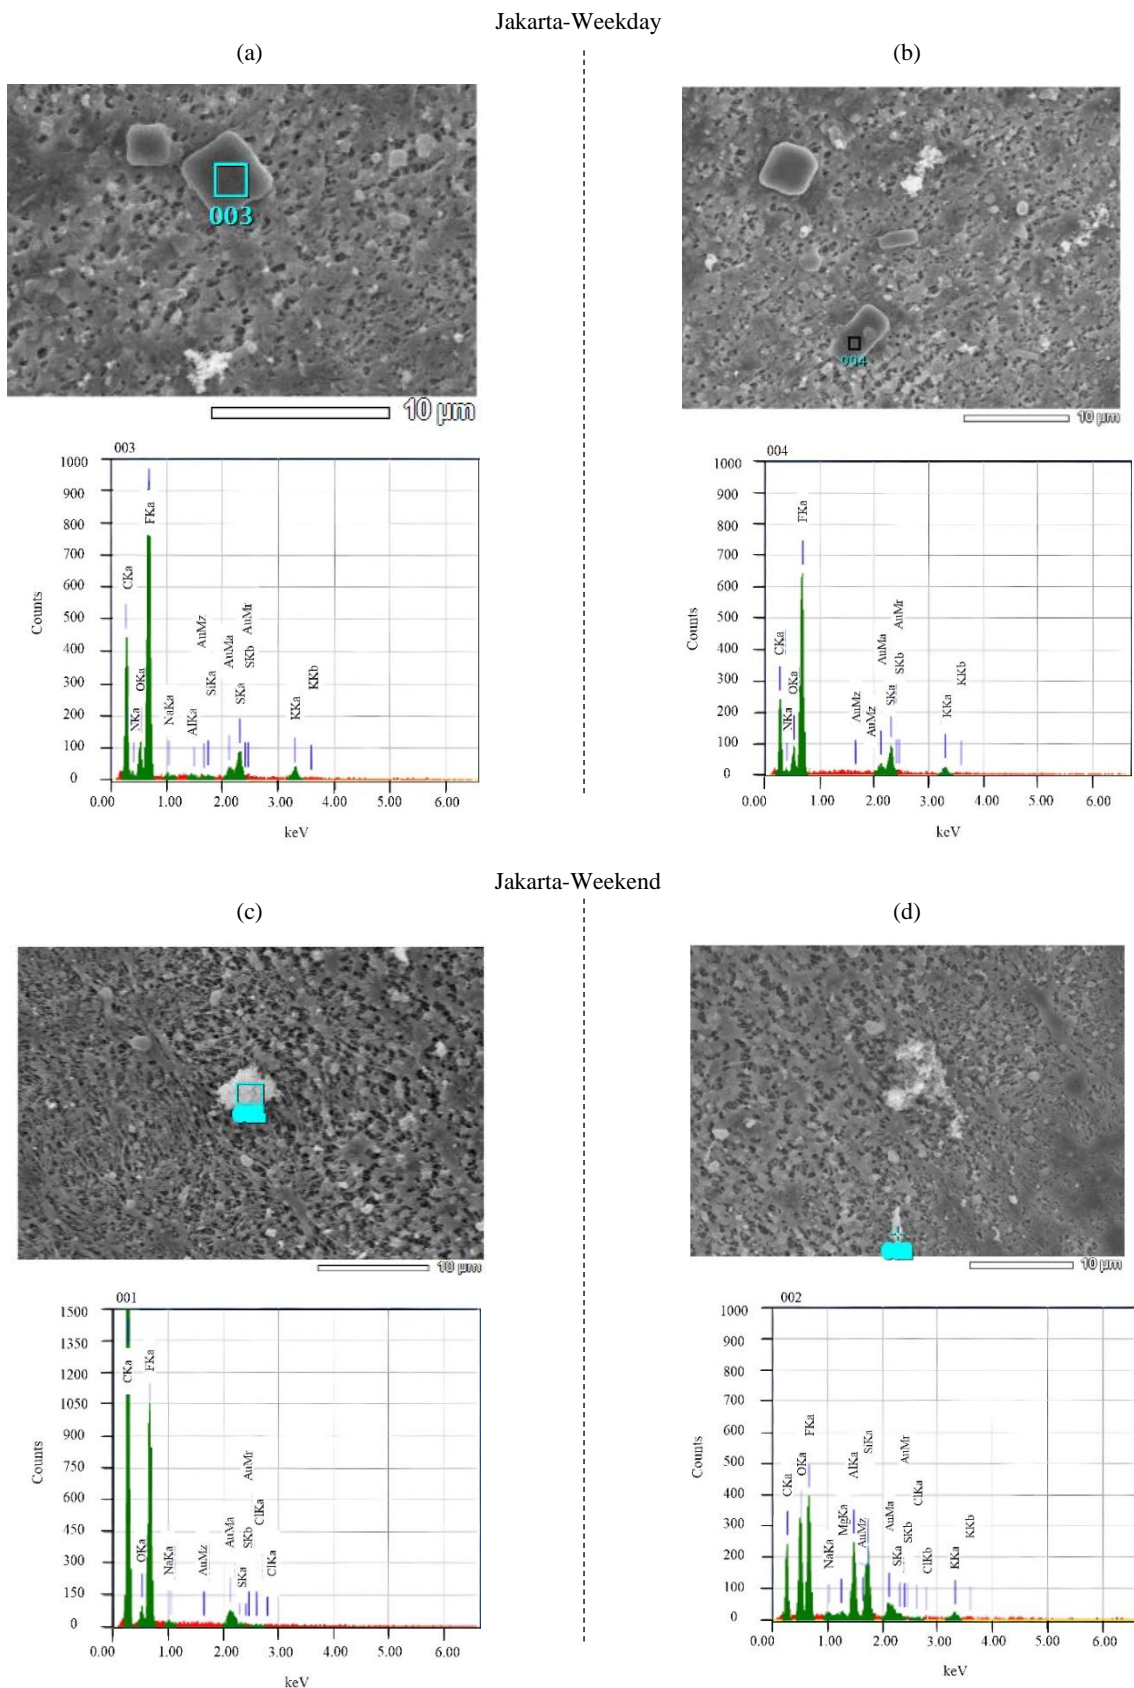 Jakarta-Weekday
(a)
(b)
003
10 µm
004
10 µm
003
1000
900
800
700
600
500
400
300
200
100
0
Counts
CKa
NKa
OKa
FKa
NaKa
AlKa
AuMz
SiKa
AuMa
SKa
AuMr
SKb
KKa
KKb
0.00 1.00 2.00 3.00 4.00 5.00 6.00
keV
004
1000
900
800
700
600
500
400
300
200
100
0
Counts
CKa
NKa
OKa
FKa
AuMz
AuMz
AuMa
SKa
AuMr
SKb
KKa
KKb
0.00 1.00 2.00 3.00 4.00 5.00 6.00
keV
Jakarta-Weekend
(c)
(d)
10 µm
10 µm
001
1500
1350
1200
1050
900
750
600
450
300
150
0
Counts
CKa
OKa
FKa
NaKa
AuMz
AuMa
SKa
AuMr
SKb
ClKa
ClKa
0.00 1.00 2.00 3.00 4.00 5.00 6.00
keV
002
1000
900
800
700
600
500
400
300
200
100
0
Counts
CKa
OKa
FKa
NaKa
MgKa
AlKa
AuMz
SiKa
AuMa
SKa
AuMr
SKb
ClKa
ClKb
KKa
KKb
0.00 1.00 2.00 3.00 4.00 5.00 6.00
keV